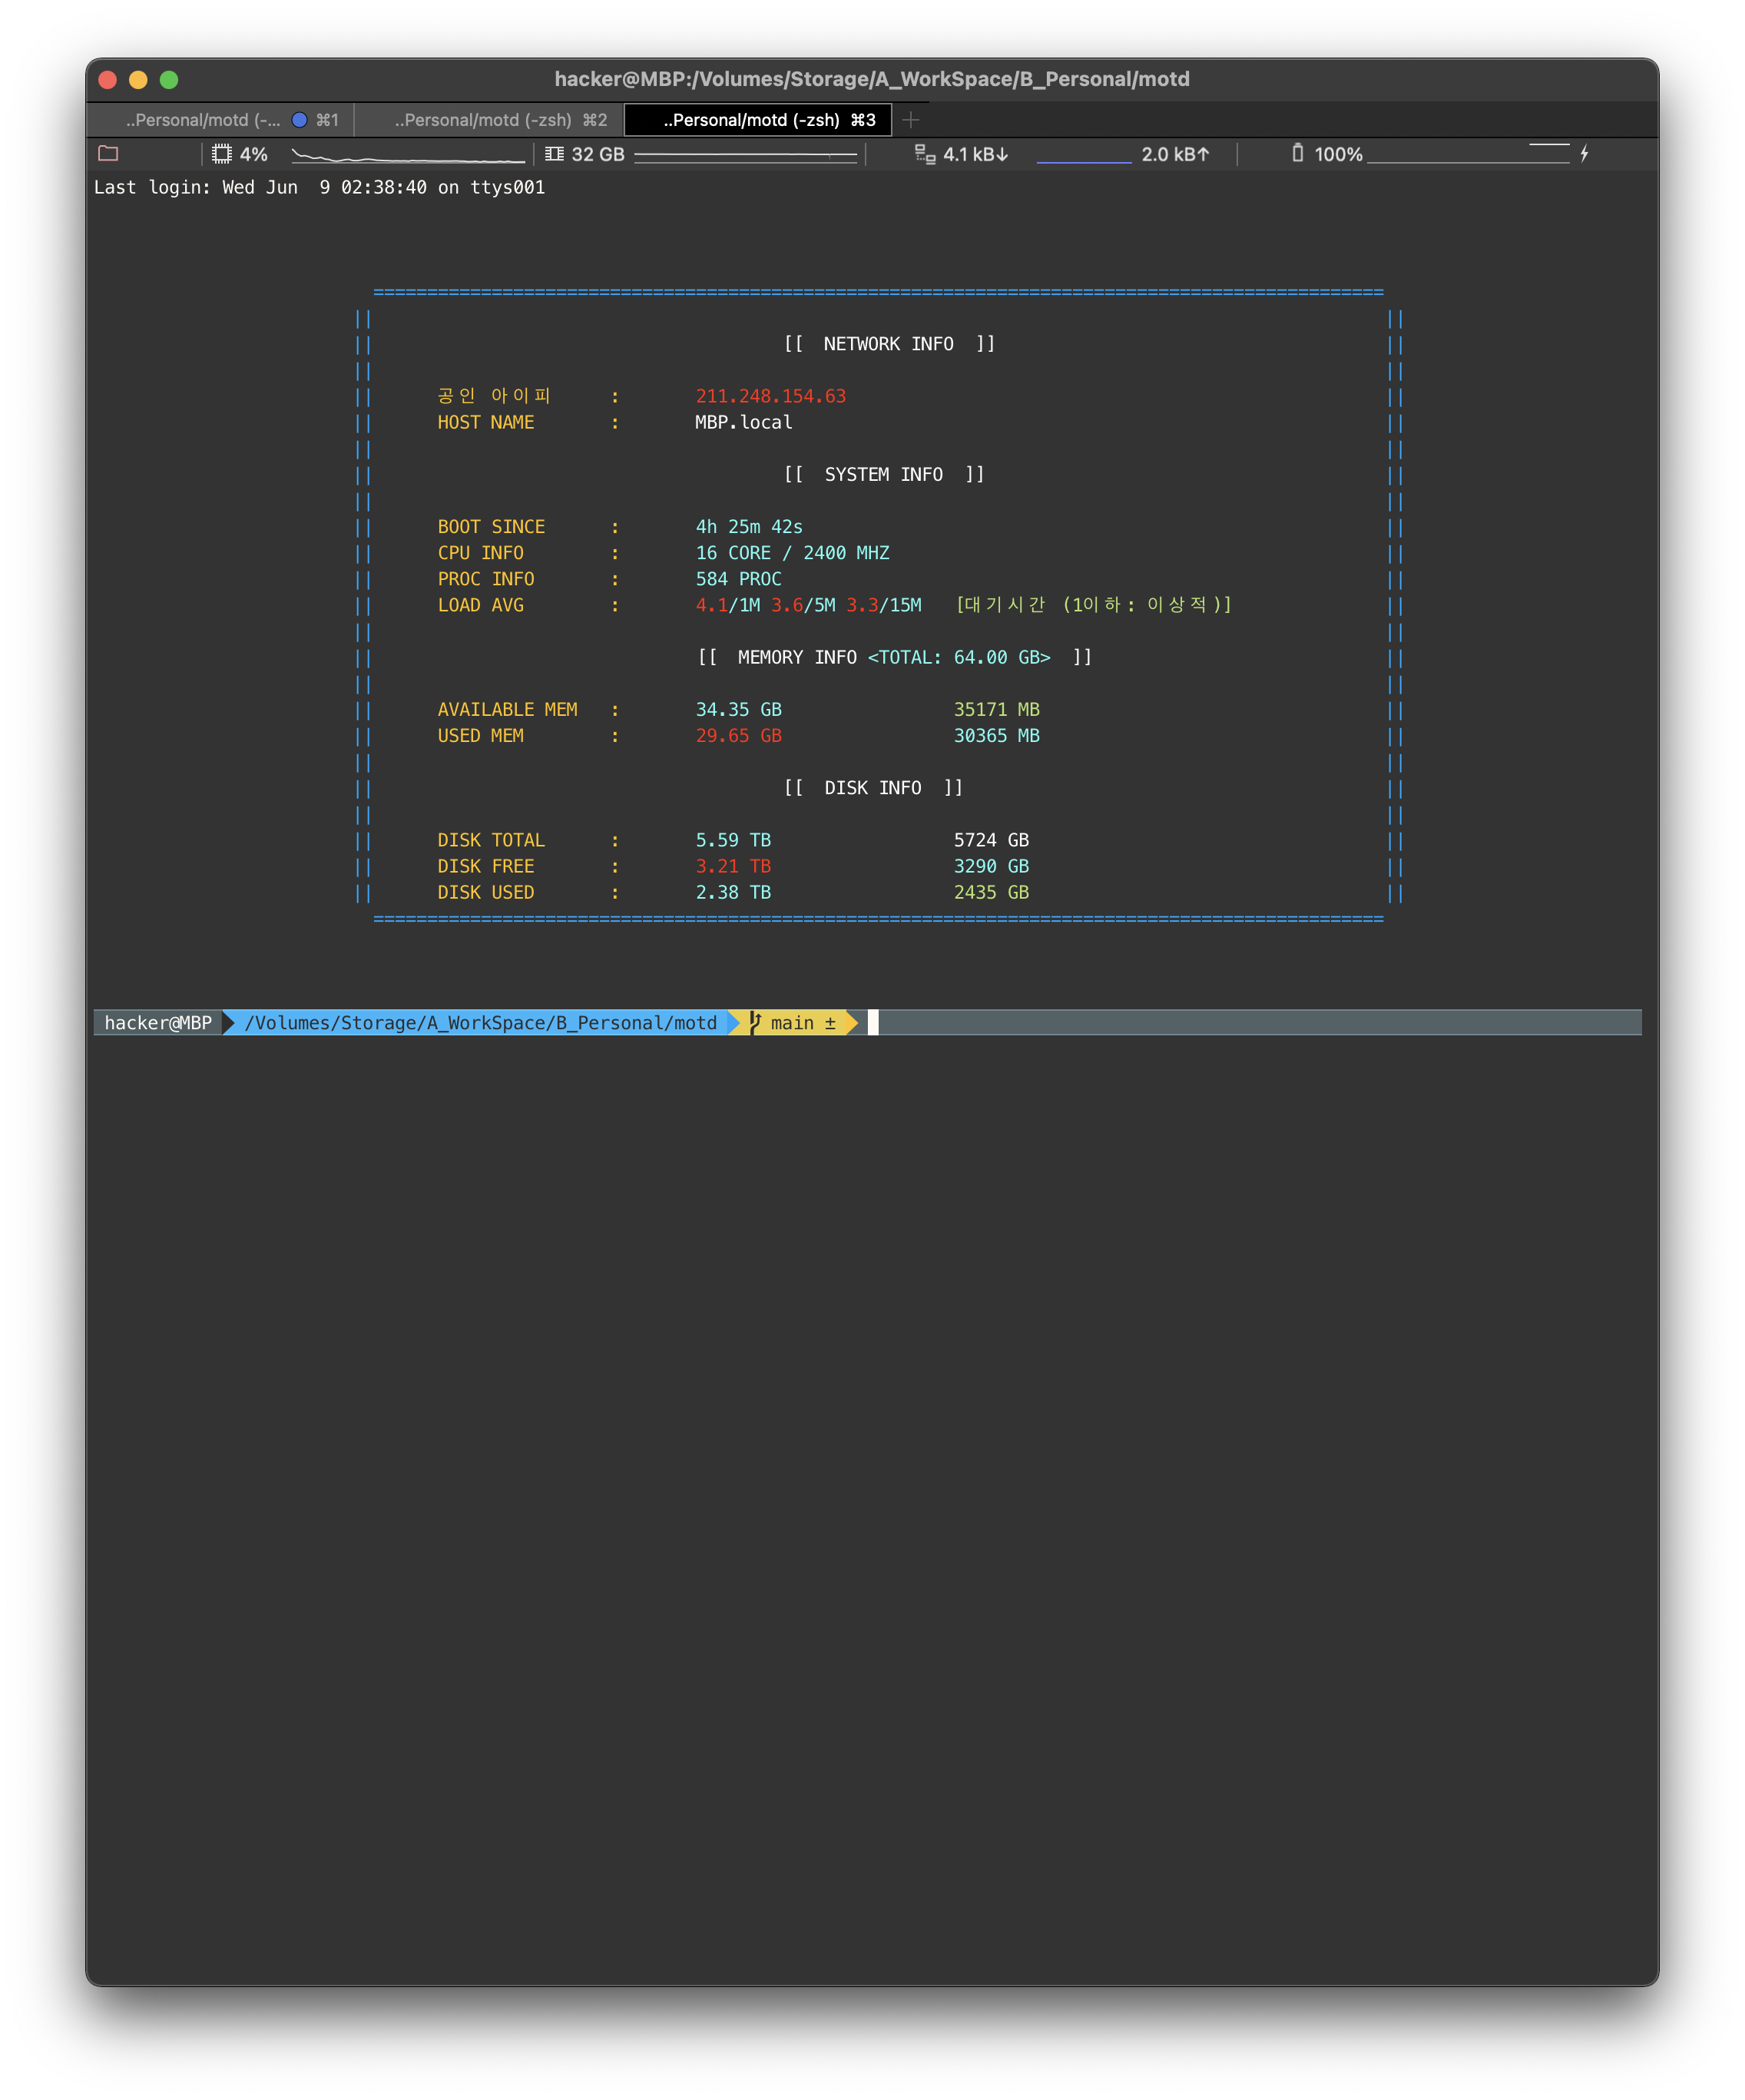 hacker@MBP:/Volumes/Storage/A_WorkSpace/B_Personal/motd
..Personal/motd (-... ⌘1 ..Personal/motd (-zsh) ⌘2 ..Personal/motd (-zsh) ⌘3
4% 32 GB 4.1 kB↓ 2.0 kB↑ 100%
Last login: Wed Jun  9 02:38:40 on ttys001
==============================================================================================
||                                      ||
||          [[  NETWORK INFO  ]]          ||
||                                      ||
|| 공인 아이피 : 211.248.154.63 ||
|| HOST NAME : MBP.local ||
||                                      ||
||          [[  SYSTEM INFO  ]]          ||
||                                      ||
|| BOOT SINCE : 4h 25m 42s ||
|| CPU INFO : 16 CORE / 2400 MHZ ||
|| PROC INFO : 584 PROC ||
|| LOAD AVG : 4.1/1M 3.6/5M 3.3/15M [대기시간 (1이하: 이상적)] ||
||                                      ||
||          [[  MEMORY INFO <TOTAL: 64.00 GB>  ]]          ||
||                                      ||
|| AVAILABLE MEM : 34.35 GB 35171 MB ||
|| USED MEM : 29.65 GB 30365 MB ||
||                                      ||
||          [[  DISK INFO  ]]          ||
||                                      ||
|| DISK TOTAL : 5.59 TB 5724 GB ||
|| DISK FREE : 3.21 TB 3290 GB ||
|| DISK USED : 2.38 TB 2435 GB ||
==============================================================================================
hacker@MBP /Volumes/Storage/A_WorkSpace/B_Personal/motd main ±